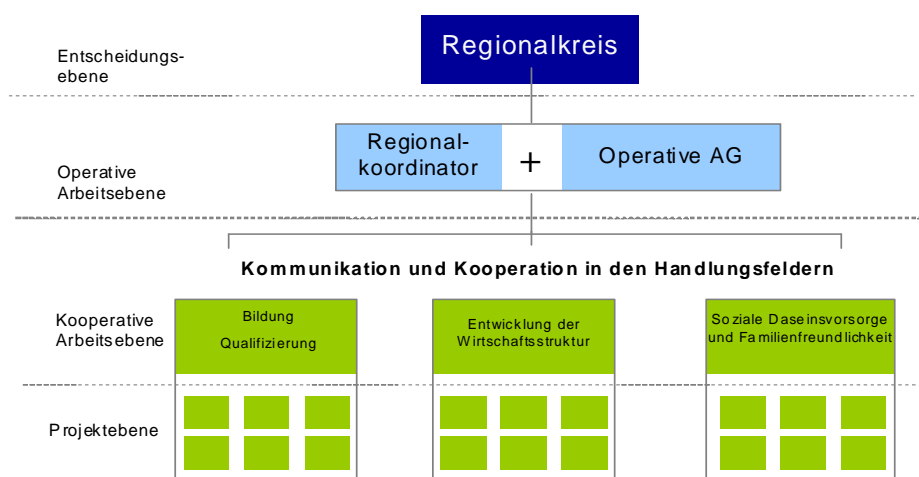 Regionalkreis
Entscheidungs-
ebene
Regional-
koordinator
+
Operative AG
Operative
Arbeitsebene
Kommunikation und Kooperation in den Handlungsfeldern
Kooperative
Arbeitsebene
Bildung
Qualifizierung
Entwicklung der
Wirtschaftsstruktur
Soziale Daseinsvorsorge
und Familienfreundlichkeit
Projektebene